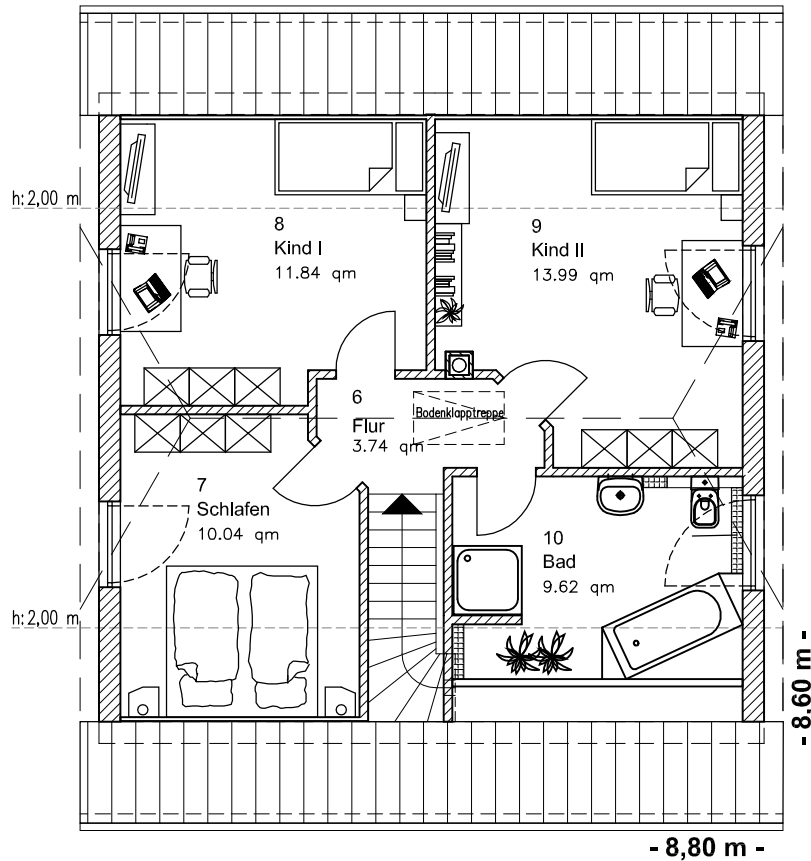 h:2,00 m
8
Kind I
11.84 qm
9
Kind II
13.99 qm
6
Flur
3.74 qm
Bodenklapptreppe
7
Schlafen
10.04 qm
10
Bad
9.62 qm
h:2,00 m
- 8,60 m -
- 8,80 m -